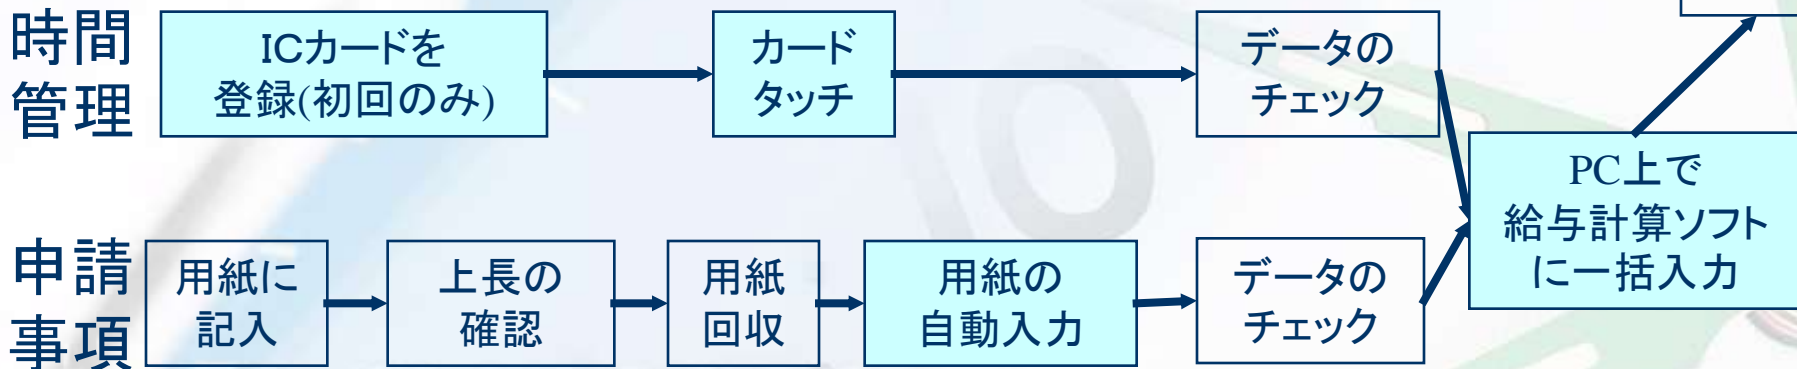 時間
管理
ICカードを
登録(初回のみ)
カード
タッチ
データの
チェック
PC上で
給与計算ソフト
に一括入力
申請
事項
用紙に
記入
上長の
確認
用紙
回収
用紙の
自動入力
データの
チェック